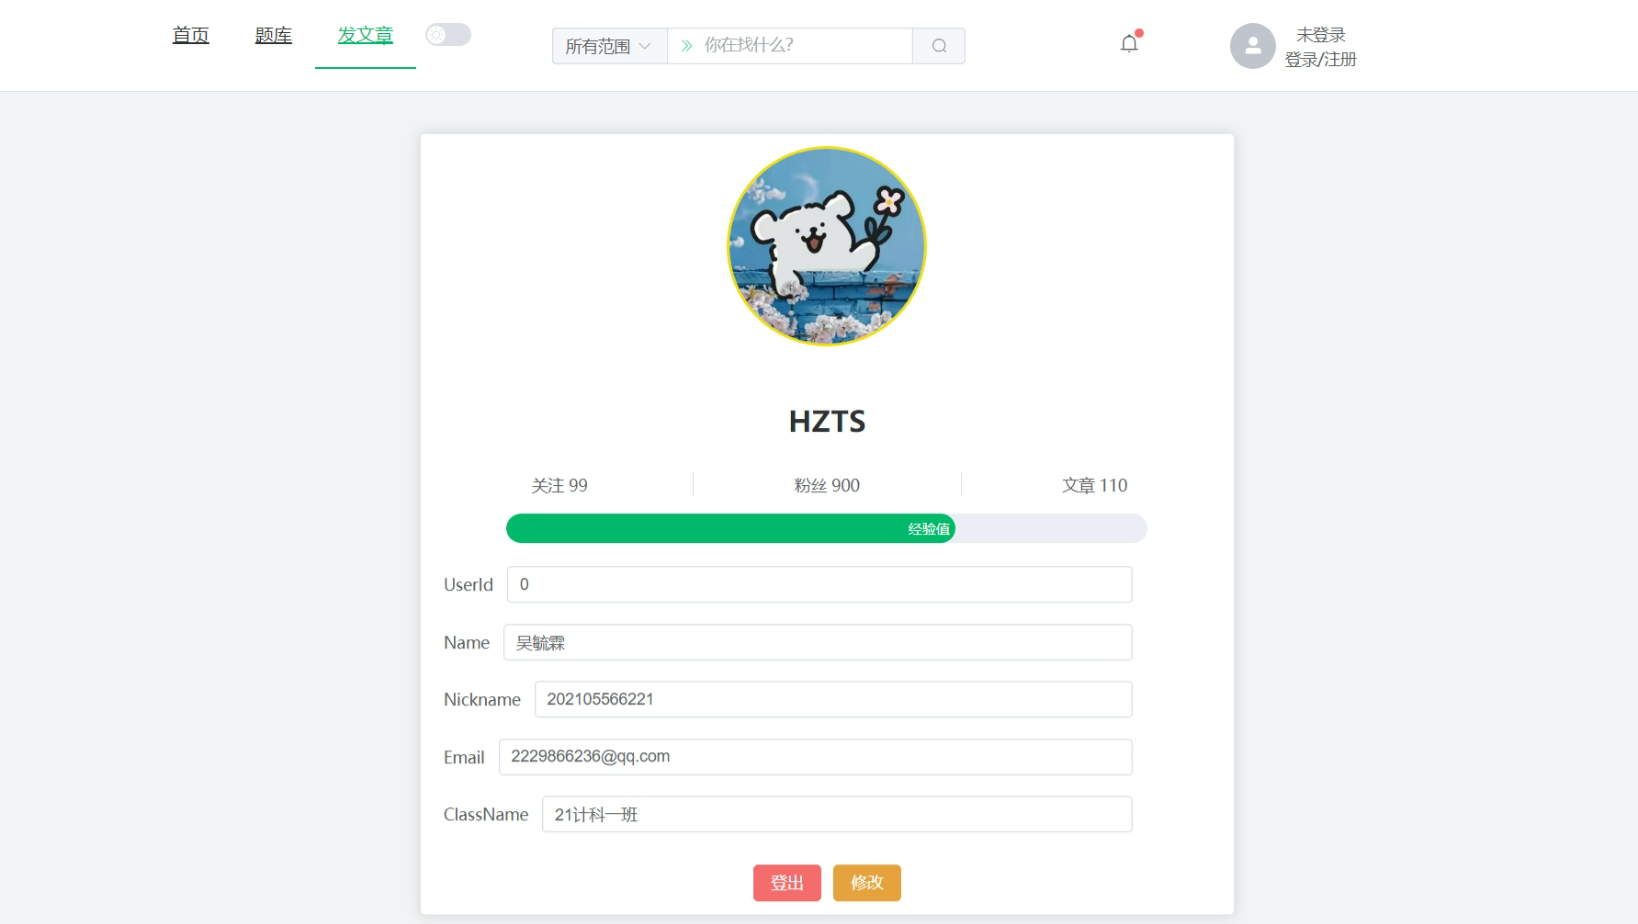 首页
题库
发文章
所有范围
你在找什么?
未登录
登录/注册
HZTS
关注 99
粉丝 900
文章 110
经验值
UserId
0
Name
吴毓霖
Nickname
202105566221
Email
2229866236@qq.com
ClassName
21计科一班
登出
修改